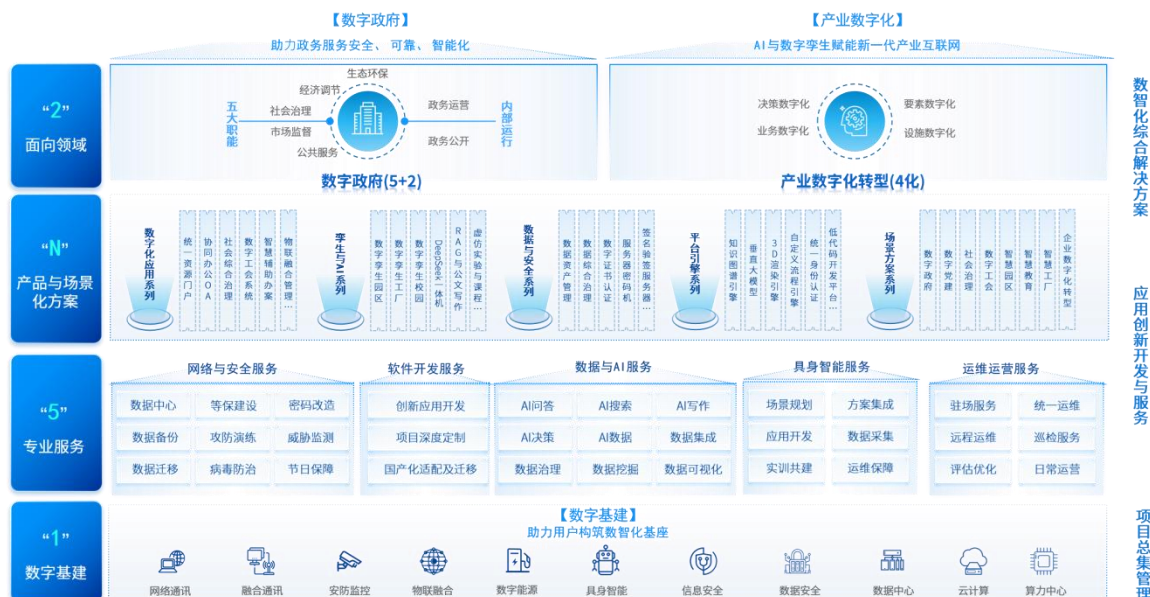 【数字政府】
助力政务服务安全、可靠、智能化
【产业数字化】
AI与数字孪生赋能新一代产业互联网
“2”
面向领域
五大职能
生态环保
经济调节
社会治理
市场监督
公共服务
政务运营
政务公开
内部运行
数字政府(5+2)
决策数字化
业务数字化
要素数字化
设施数字化
产业数字化转型(4化)
数智化综合解决方案
“N”
产品与场景
化方案
数字化应用系列
统一资源门户
协同办公OA
社会综合治理
数字工会系统
智慧辅助办案
物联融合管理...
孪生与AI系列
数字孪生园区
数字孪生工厂
数字孪生校园
DeepSeek一体机
RAG与公文写作
虚仿实验与课程...
数据与安全系列
数据资产管理
数据综合治理
数字证书认证
服务器密码机
签名验签服务器...
平台引擎系列
知识图谱引擎
垂直大模型
3D渲染引擎
自定义流程引擎
统一身份认证
低代码开发平台...
场景方案系列
数字政府
数字党建
社会治理
数字工会
智慧园区
智慧教育
智慧工厂
企业数字化转型
应用创新开发与服务
“5”
专业服务
网络与安全服务
数据中心
等保建设
密码改造
数据备份
攻防演练
威胁监测
数据迁移
病毒防治
节日保障
软件开发服务
创新应用开发
项目深度定制
国产化适配及迁移
数据与AI服务
AI问答
AI搜索
AI写作
AI决策
AI数据
数据集成
数据治理
数据挖掘
数据可视化
具身智能服务
场景规划
方案集成
应用开发
数据采集
实训共建
运维保障
运维运营服务
驻场服务
统一运维
远程运维
巡检服务
评估优化
日常运营
“1”
数字基建
【数字基建】
助力用户构筑数智化基座
网络通讯
融合通讯
安防监控
物联融合
数字能源
具身智能
信息安全
数据安全
数据中心
云计算
算力中心
项目总集管理